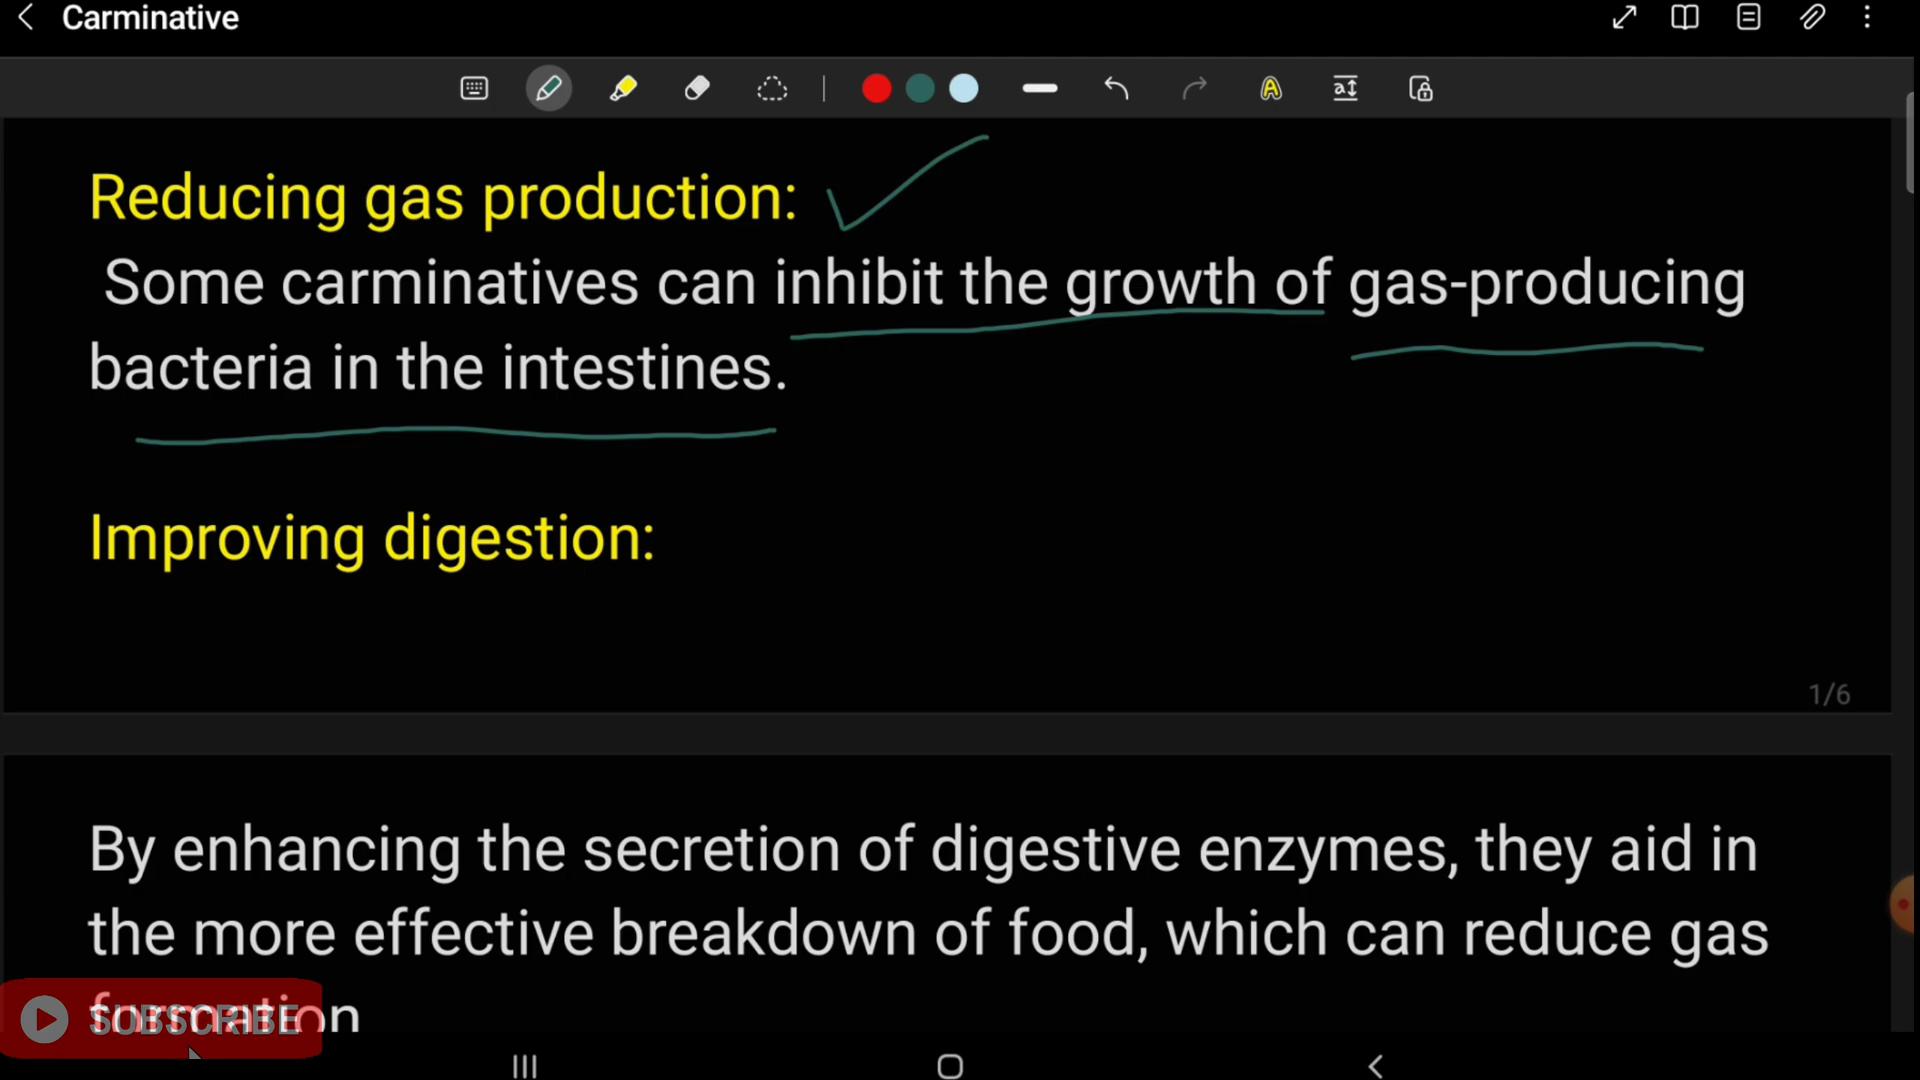 Carminative
Reducing gas production:
Some carminatives can inhibit the growth of gas-producing
bacteria in the intestines.
Improving digestion:
1/6
By enhancing the secretion of digestive enzymes, they aid in
the more effective breakdown of food, which can reduce gas
formation
SUBSCRIBE